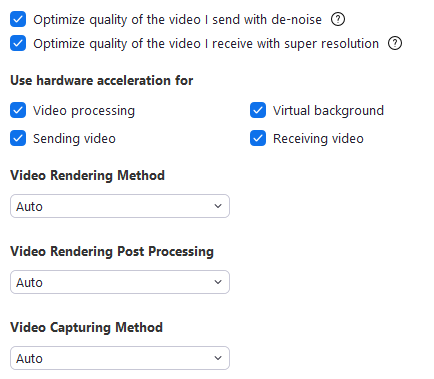 Optimize quality of the video I send with de-noise ?
Optimize quality of the video I receive with super resolution ?
Use hardware acceleration for
Video processing Virtual background
Sending video Receiving video
Video Rendering Method
Auto
Video Rendering Post Processing
Auto
Video Capturing Method
Auto